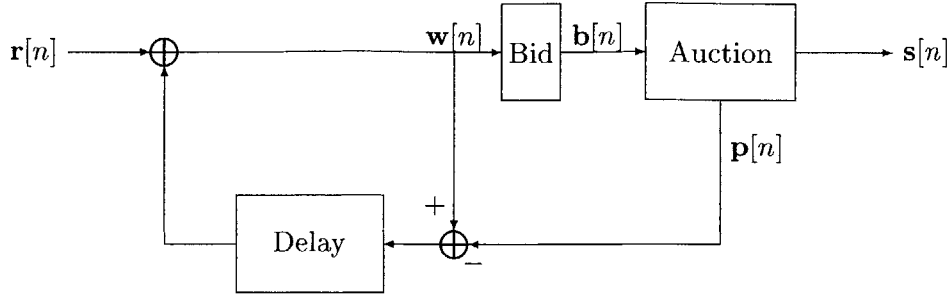 r[n]
w[n]
Bid
b[n]
Auction
s[n]
p[n]
+
Delay
−